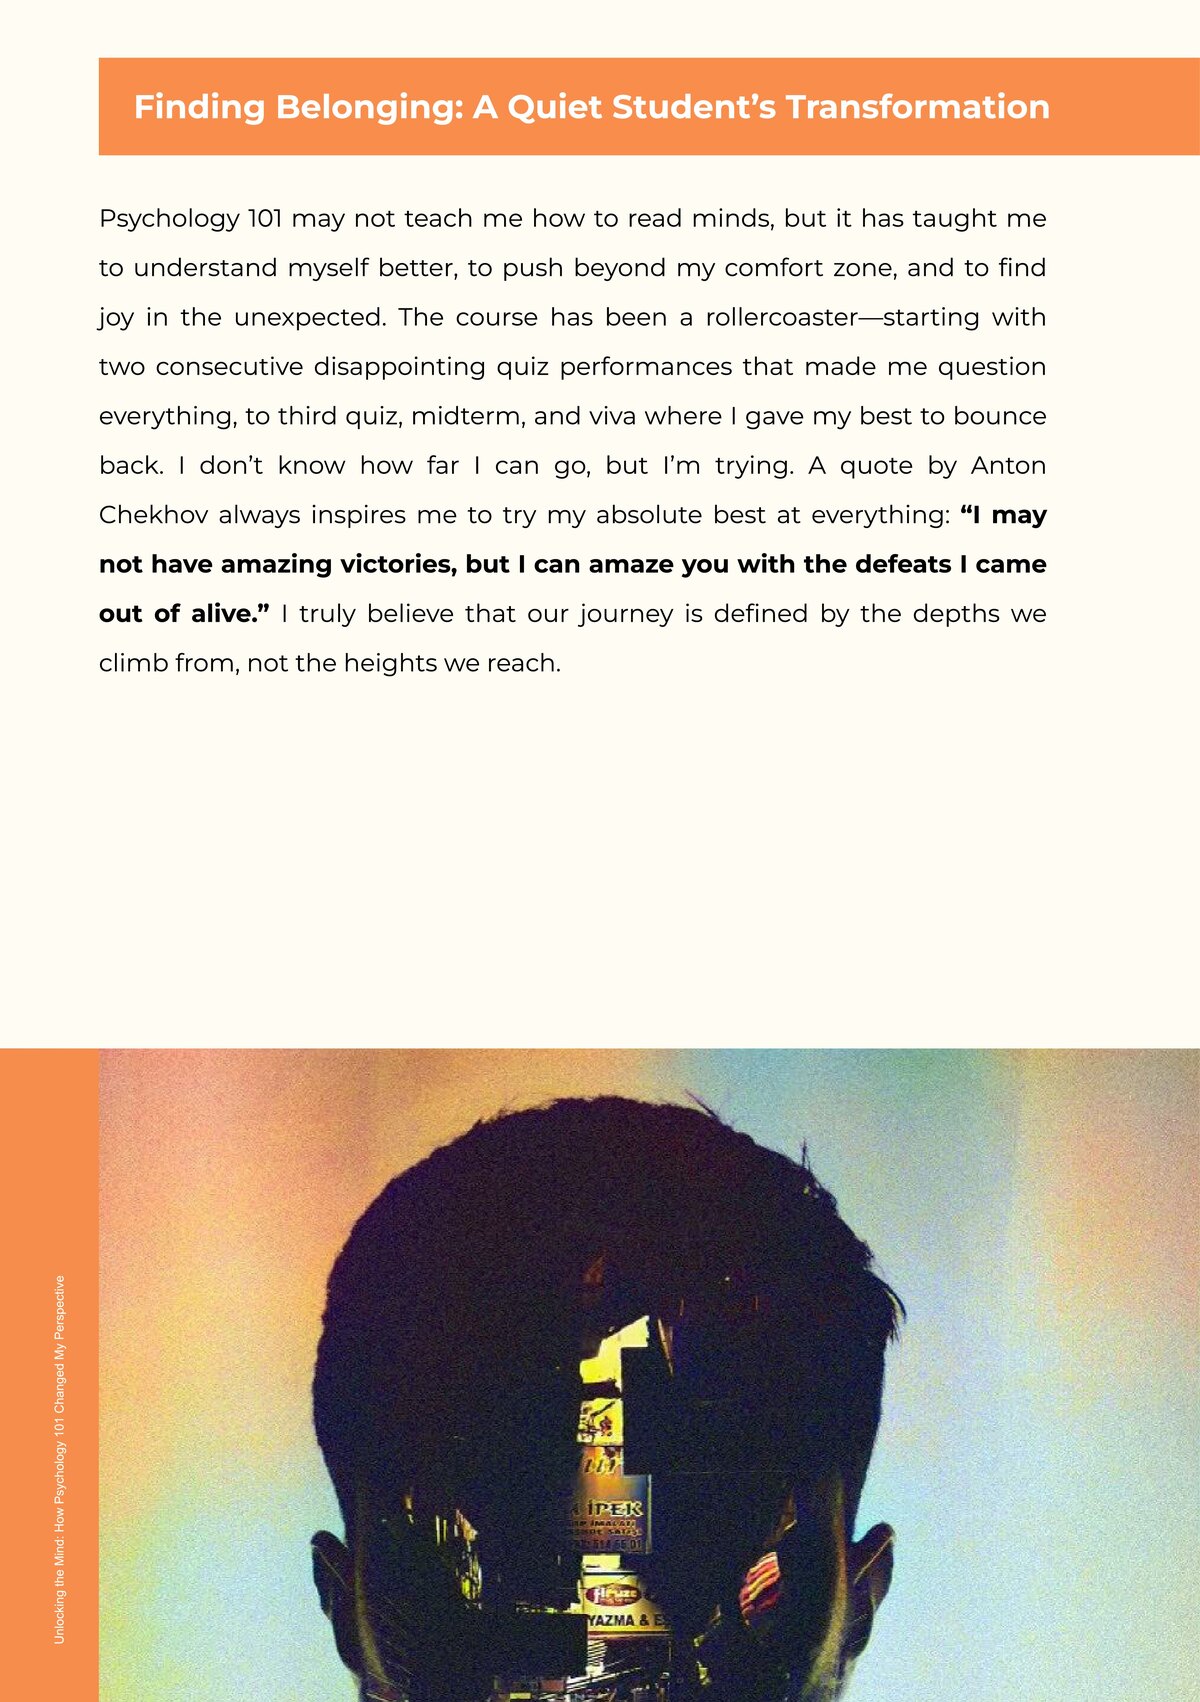 Finding Belonging: A Quiet Student’s Transformation
Psychology 101 may not teach me how to read minds, but it has taught me
to understand myself better, to push beyond my comfort zone, and to find
joy in the unexpected. The course has been a rollercoaster—starting with
two consecutive disappointing quiz performances that made me question
everything, to third quiz, midterm, and viva where I gave my best to bounce
back. I don’t know how far I can go, but I’m trying. A quote by Anton
Chekhov always inspires me to try my absolute best at everything: “I may
not have amazing victories, but I can amaze you with the defeats I came
out of alive.” I truly believe that our journey is defined by the depths we
climb from, not the heights we reach.
Unlocking the Mind: How Psychology 101 Changed My Perspective
İPEK
YAZMA &